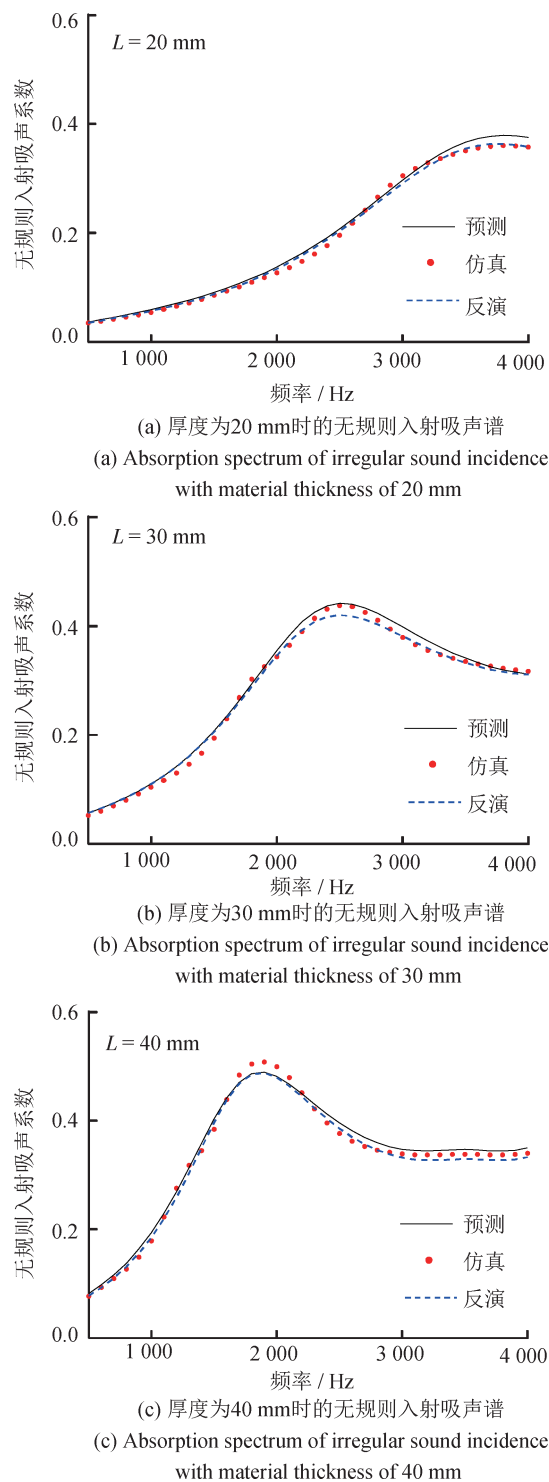 0.6
L = 20 mm
0.4
无规则入射吸声系数
0.2
预测
仿真
反演
0.0
1 000
2 000
3 000
4 000
频率 / Hz
(a) 厚度为20 mm时的无规则入射吸声谱
(a) Absorption spectrum of irregular sound incidence
with material thickness of 20 mm
0.6
L = 30 mm
0.4
无规则入射吸声系数
0.2
预测
仿真
反演
0.0
1 000
2 000
3 000
4 000
频率 / Hz
(b) 厚度为30 mm时的无规则入射吸声谱
(b) Absorption spectrum of irregular sound incidence
with material thickness of 30 mm
0.6
L = 40 mm
0.4
无规则入射吸声系数
0.2
预测
仿真
反演
0.0
1 000
2 000
3 000
4 000
频率 / Hz
(c) 厚度为40 mm时的无规则入射吸声谱
(c) Absorption spectrum of irregular sound incidence
with material thickness of 40 mm